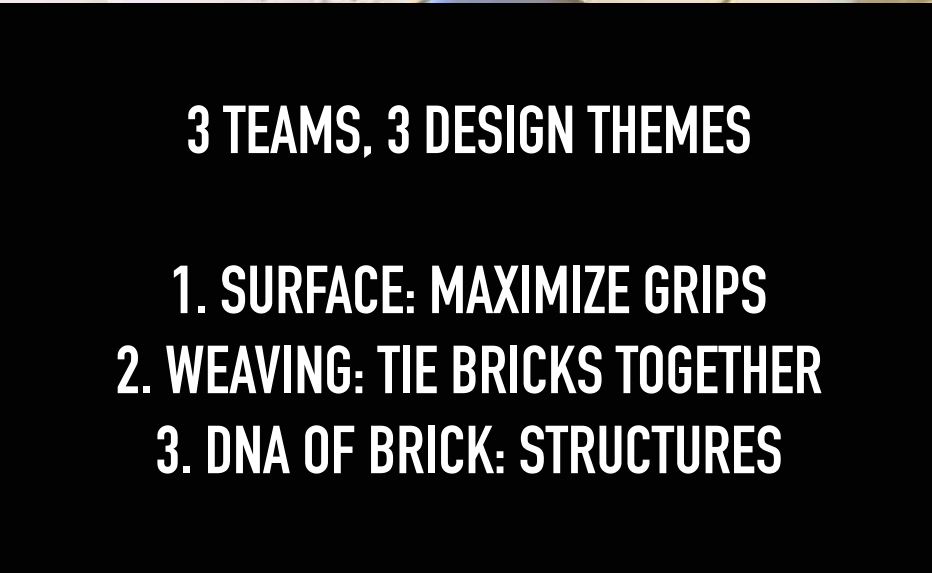 3 TEAMS, 3 DESIGN THEMES
1. SURFACE: MAXIMIZE GRIPS
2. WEAVING: TIE BRICKS TOGETHER
3. DNA OF BRICK: STRUCTURES